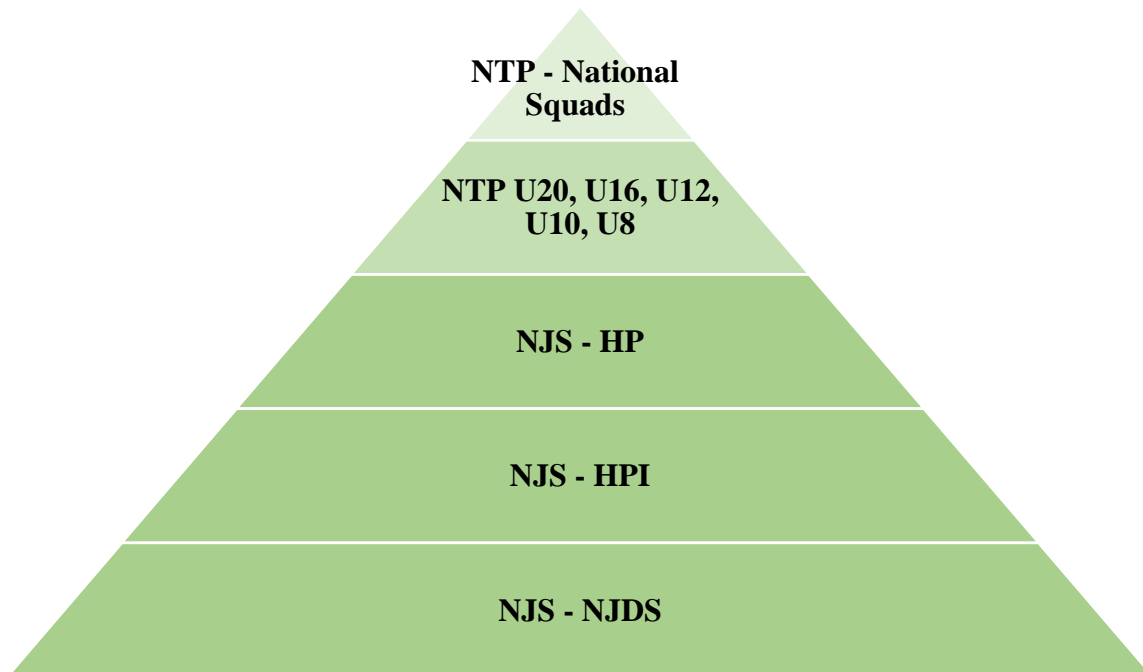 NTP - National
Squads
NTP U20, U16, U12,
U10, U8
NJS - HP
NJS - HPI
NJS - NJDS